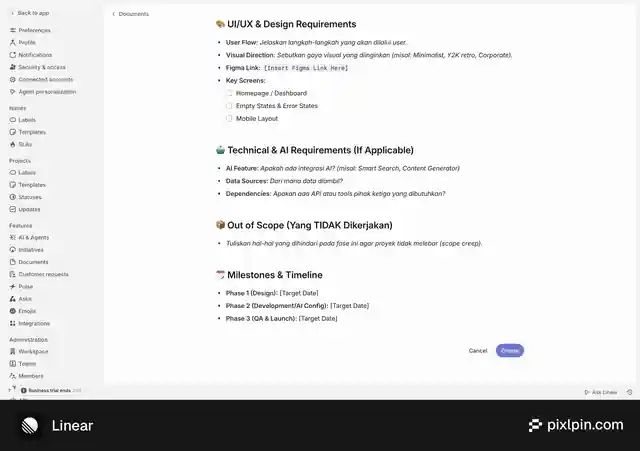 Back to app
Preferences
Profile
Notifications
Security & access
Connected accounts
Agent personalization
Issues
Labels
Templates
SLAs
Projects
Labels
Templates
Statuses
Updates
Features
AI & Agents
Initiatives
Documents
Customer requests
Pulse
Asks
Emojis
Integrations
Administration
Workspace
Teams
Members
Business trial ends
Documents
UI/UX & Design Requirements
• User Flow: Jelaskan langkah-langkah yang akan dilalui user.
• Visual Direction: Sebutkan gaya visual yang diinginkan (misal: Minimalist, Y2K retro, Corporate).
• Figma Link: [Insert Figma Link Here]
• Key Screens:
Homepage / Dashboard
Empty States & Error States
Mobile Layout
Technical & AI Requirements (If Applicable)
• AI Feature: Apakah ada integrasi AI? (misal: Smart Search, Content Generator)
• Data Sources: Dari mana data diambil?
• Dependencies: Apakah ada API atau tools pihak ketiga yang dibutuhkan?
Out of Scope (Yang TIDAK Dikerjakan)
• Tuliskan hal-hal yang dihindari pada fase ini agar proyek tidak melebar (scope creep).
Milestones & Timeline
• Phase 1 (Design): [Target Date]
• Phase 2 (Development/AI Config): [Target Date]
• Phase 3 (QA & Launch): [Target Date]
Cancel
Create
Ask Linear
Linear
pixlpin.com